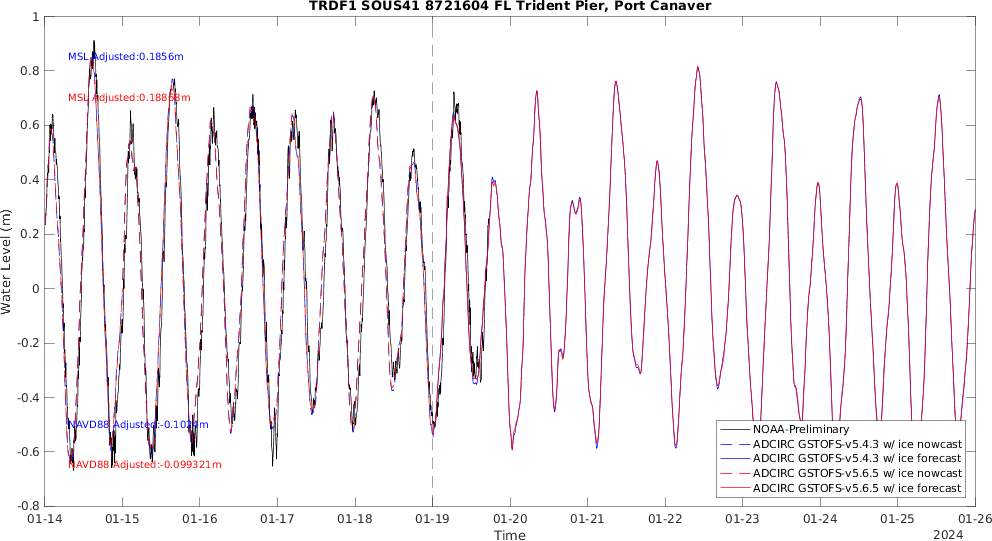 TRDF1 SOUS41 8721604 FL Trident Pier, Port Canaver
1
0.8
0.6
0.4
0.2
0
-0.2
-0.4
-0.6
-0.8
Water Level (m)
MSL Adjusted:0.1856m
MSL Adjusted:0.18868m
NAVD88 Adjusted:-0.1024m
NAVD88 Adjusted:-0.099321m
NOAA-Preliminary
ADCIRC GSTOFS-v5.4.3 w/ ice nowcast
ADCIRC GSTOFS-v5.4.3 w/ ice forecast
ADCIRC GSTOFS-v5.6.5 w/ ice nowcast
ADCIRC GSTOFS-v5.6.5 w/ ice forecast
01-14 01-15 01-16 01-17 01-18 01-19 01-20 01-21 01-22 01-23 01-24 01-25 01-26
Time
2024